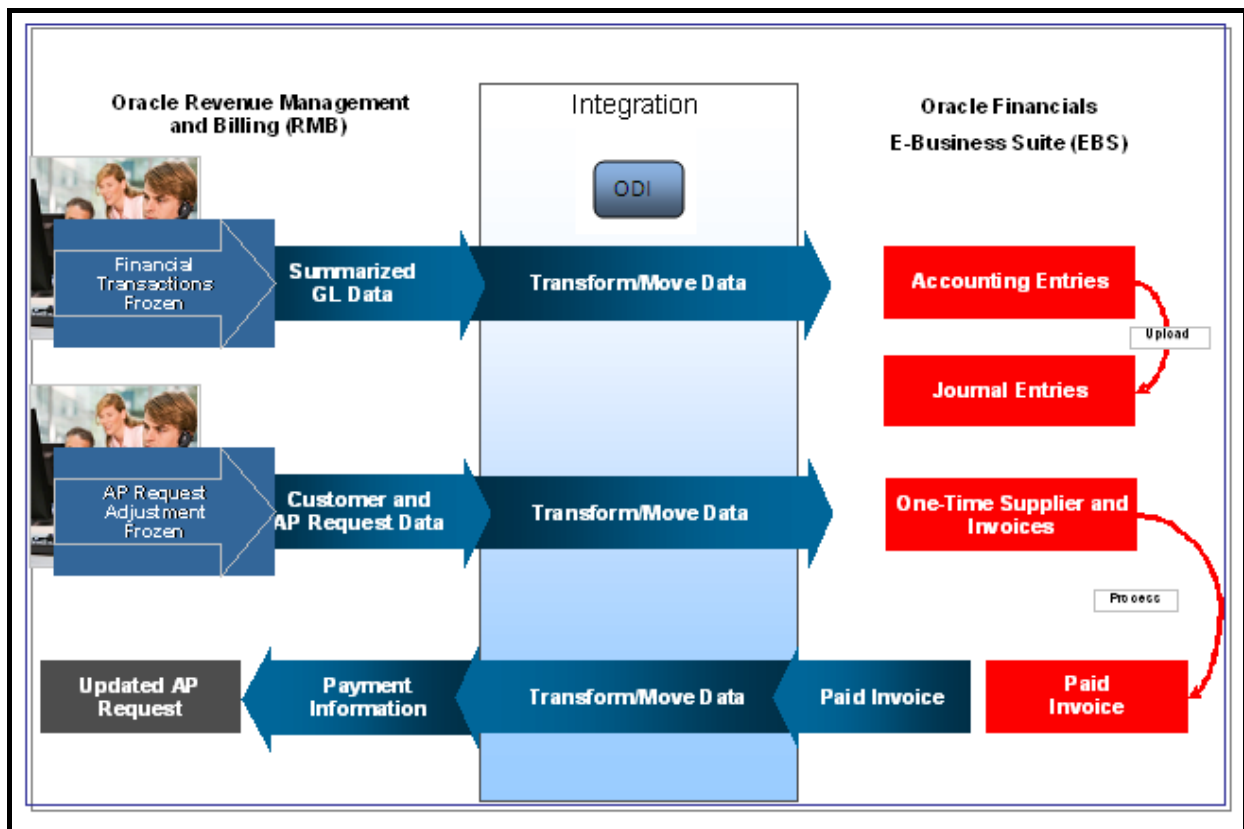 Oracle Revenue Management
and Billing (RMB)
Integration
Oracle Financials
E-Business Suite (EBS)
ODI
Financial
Transactions
Frozen
Summarized
GL Data
Transform/Move Data
Accounting Entries
Upload
Journal Entries
AP Request
Adjustment
Frozen
Customer and
AP Request Data
Transform/Move Data
One-Time Supplier and
Invoices
Process
Updated AP
Request
Payment
Information
Transform/Move Data
Paid Invoice
Paid
Invoice